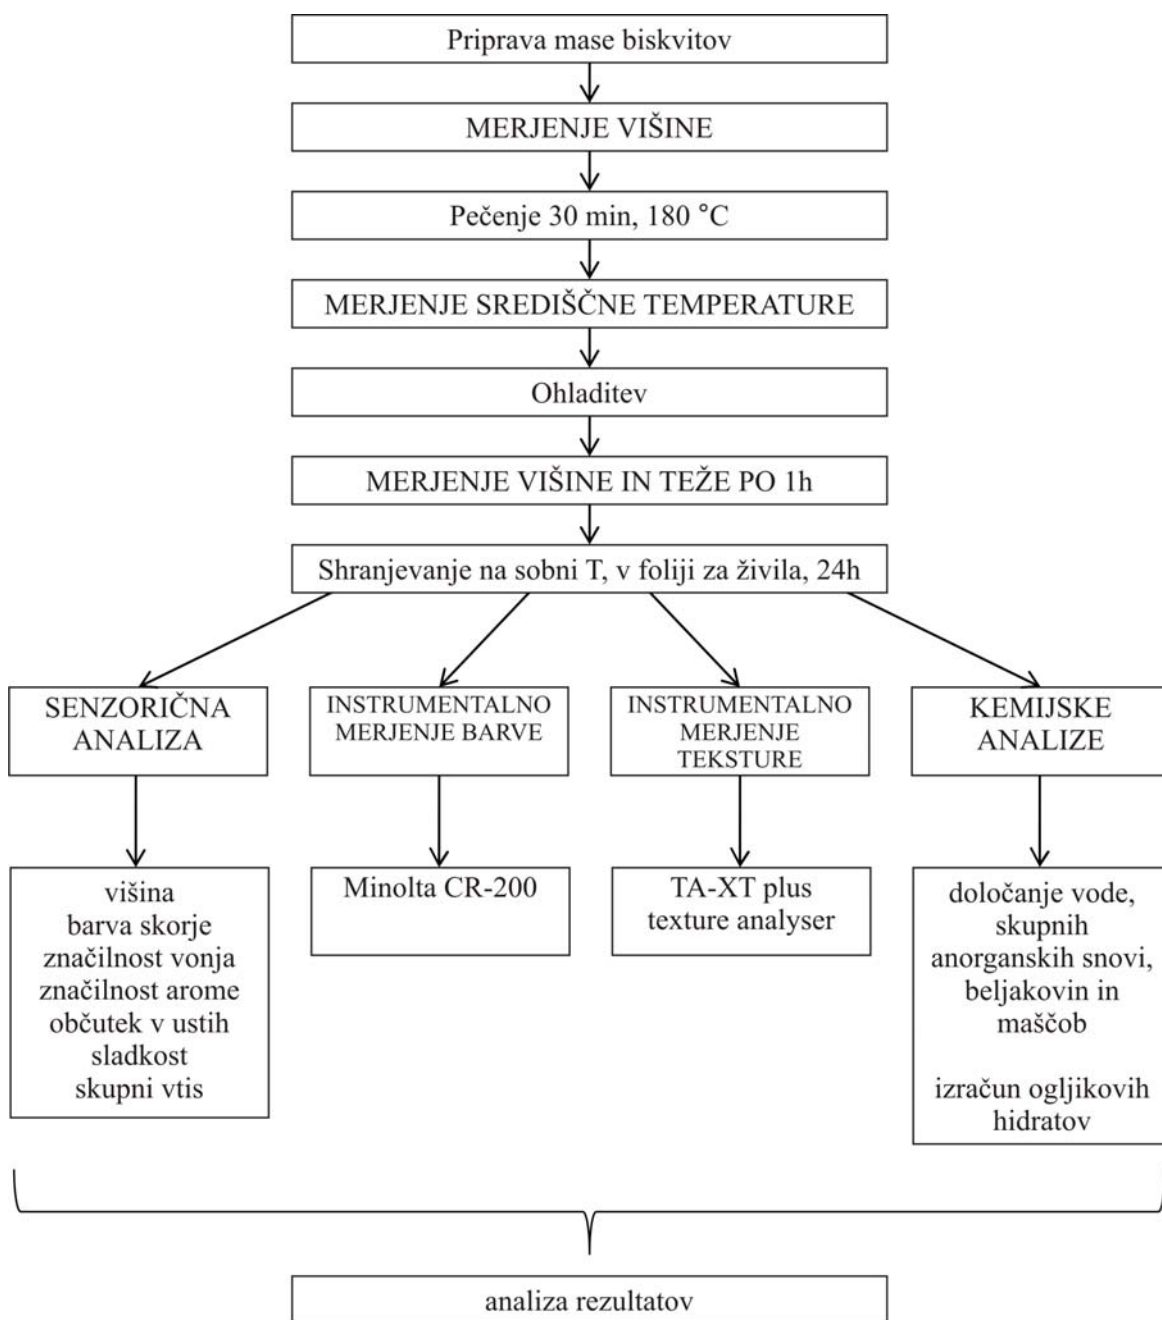 Priprava mase biskvitov
MERJENJE VIŠINE
Pečenje 30 min, 180 °C
MERJENJE SREDIŠČNE TEMPERATURE
Ohladitev
MERJENJE VIŠINE IN TEŽE PO 1h
Shranjevanje na sobni T, v foliji za živila, 24h
SENZORIČNA
ANALIZA
INSTRUMENTALNO
MERJENJE BARVE
INSTRUMENTALNO
MERJENJE
TEKSTURE
KEMIJSKE
ANALIZE
višina
barva skorje
značilnost vonja
značilnost arome
občutek v ustih
sladkost
skupni vtis
Minolta CR-200
TA-XT plus
texture analyser
določanje vode,
skupnih
anorganskih snovi,
beljakovin in
maščob
izračun ogljikovih
hidratov
analiza rezultatov